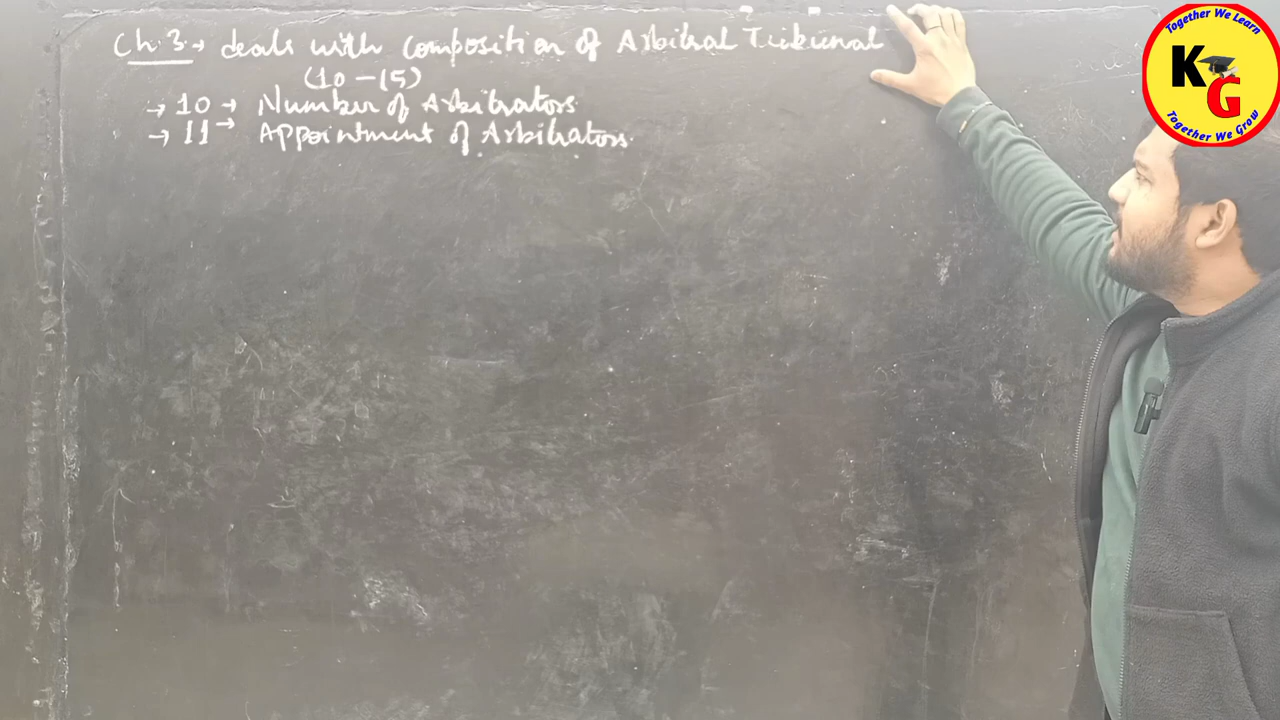 Ch. 3 → deals with composition of Arbitral Tribunal
(10 - 15)
→ 10 → Number of Arbitrators
→ 11 → Appointment of Arbitrators.
Together We Learn
KG
Together We Grow